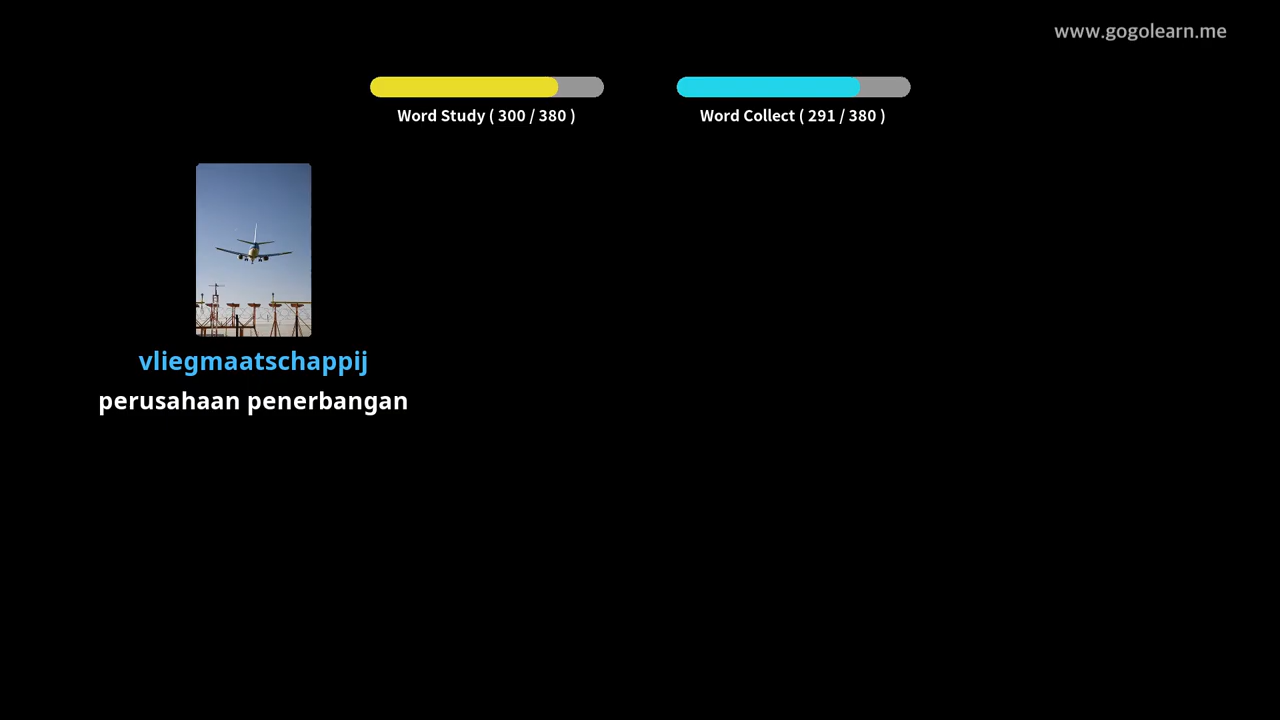 www.gogolearn.me
Word Study ( 300 / 380 )
Word Collect ( 291 / 380 )
vliegmaatschappij
perusahaan penerbangan